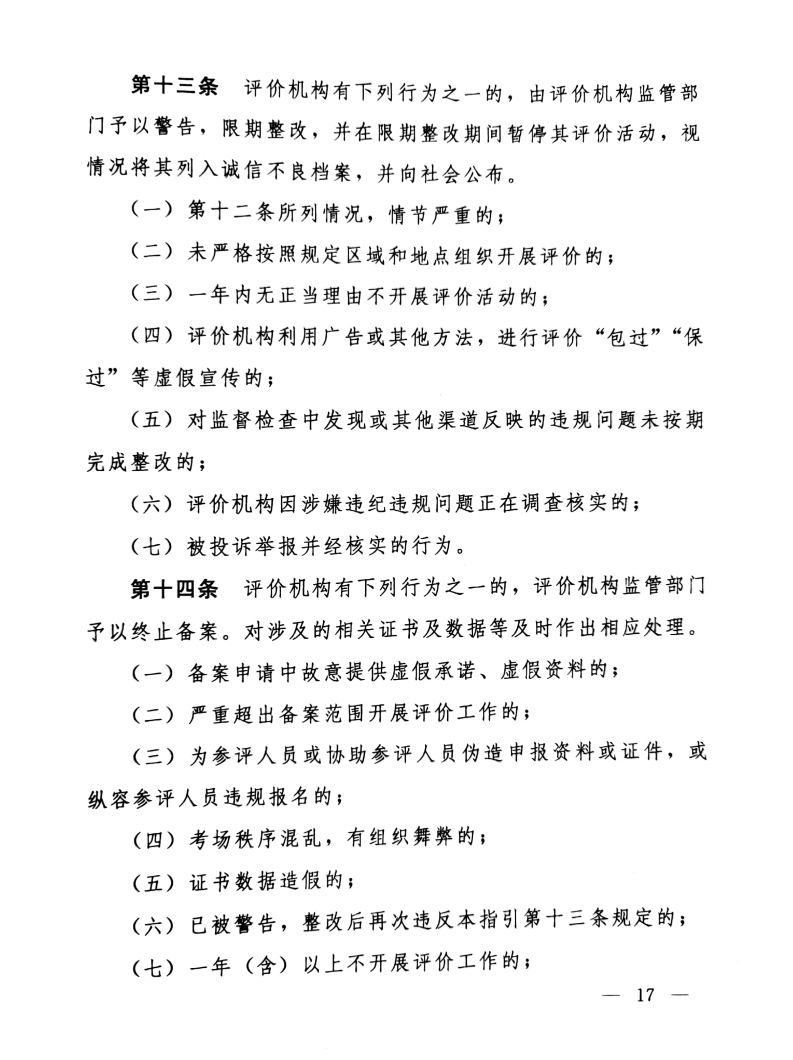 第十三条　评价机构有下列行为之一的，由评价机构监管部
门予以警告，限期整改，并在限期整改期间暂停其评价活动，视
情况将其列入诚信不良档案，并向社会公布。
（一）第十二条所列情况，情节严重的；
（二）未严格按照规定区域和地点组织开展评价的；
（三）一年内无正当理由不开展评价活动的；
（四）评价机构利用广告或其他方法，进行评价“包过”“保
过”等虚假宣传的；
（五）对监督检查中发现或其他渠道反映的违规问题未按期
完成整改的；
（六）评价机构因涉嫌违纪违规问题正在调查核实的；
（七）被投诉举报并经核实的行为。
第十四条　评价机构有下列行为之一的，评价机构监管部门
予以终止备案。对涉及的相关证书及数据等及时作出相应处理。
（一）备案申请中故意提供虚假承诺、虚假资料的；
（二）严重超出备案范围开展评价工作的；
（三）为参评人员或协助参评人员伪造申报资料或证件，或
纵容参评人员违规报名的；
（四）考场秩序混乱，有组织舞弊的；
（五）证书数据造假的；
（六）已被警告，整改后再次违反本指引第十三条规定的；
（七）一年（含）以上不开展评价工作的；
— 17 —